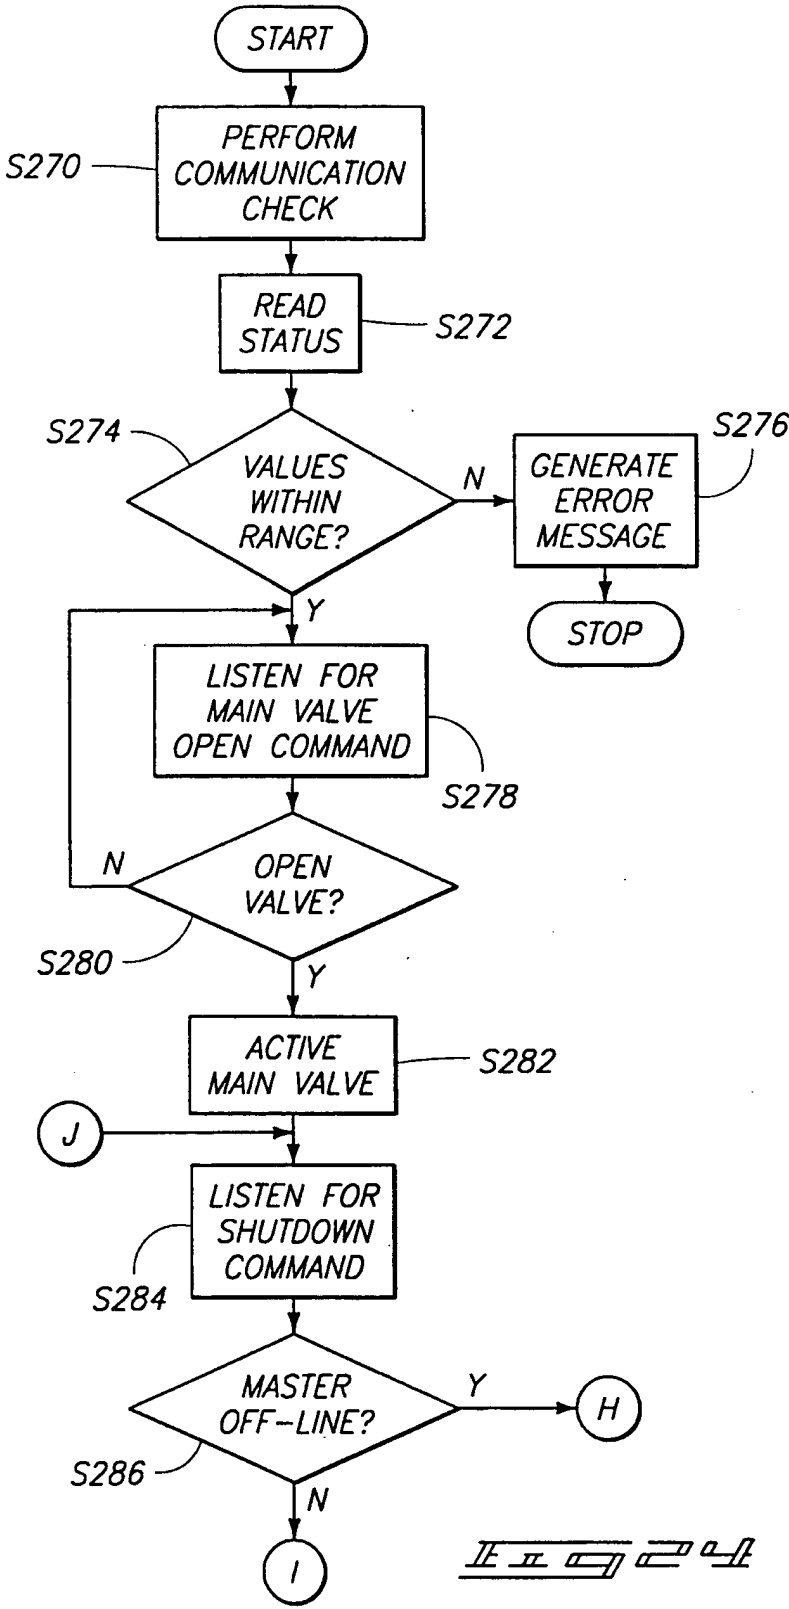 START
S270
PERFORM
COMMUNICATION
CHECK
READ
STATUS
S272
S274
VALUES
WITHIN
RANGE?
N
GENERATE
ERROR
MESSAGE
S276
Y
STOP
LISTEN FOR
MAIN VALVE
OPEN COMMAND
S278
N
OPEN
VALVE?
S280
Y
ACTIVE
MAIN VALVE
S282
J
LISTEN FOR
SHUTDOWN
COMMAND
S284
MASTER
OFF-LINE?
Y
H
S286
N
I
FIG 24